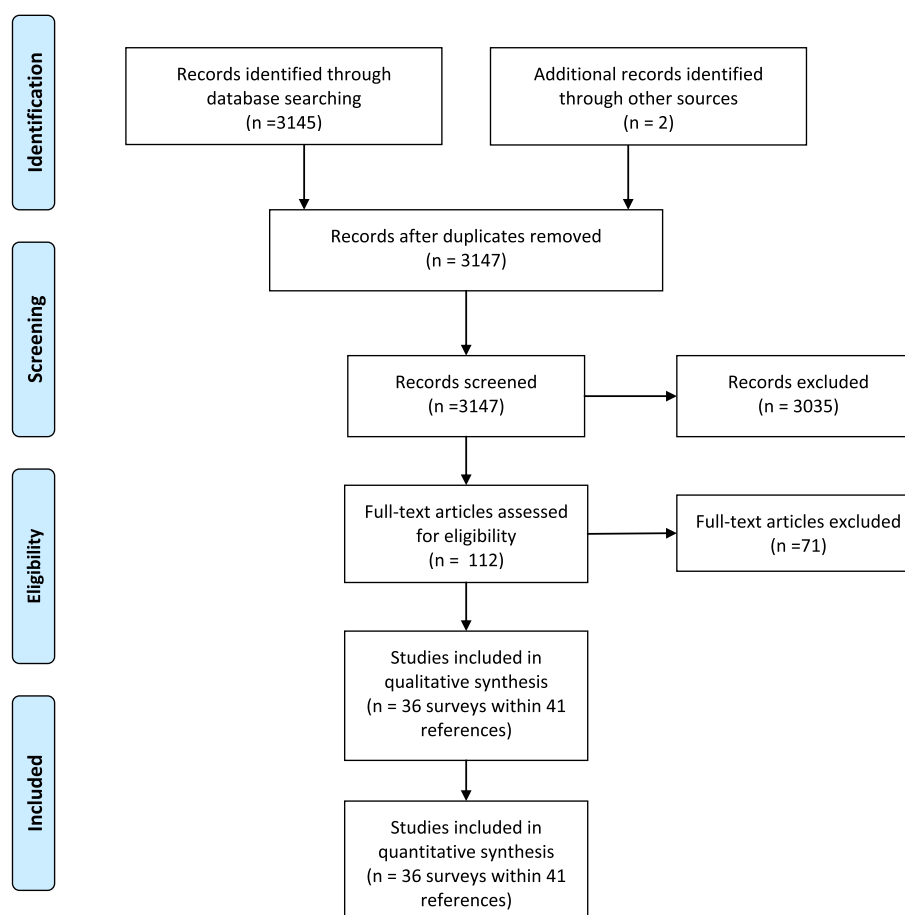 Identification
Records identified through
database searching
(n =3145)
Additional records identified
through other sources
(n = 2)
Records after duplicates removed
(n = 3147)
Screening
Records screened
(n =3147)
Records excluded
(n = 3035)
Eligibility
Full-text articles assessed
for eligibility
(n =  112)
Full-text articles excluded
(n =71)
Studies included in
qualitative synthesis
(n = 36 surveys within 41
references)
Included
Studies included in
quantitative synthesis
(n = 36 surveys within 41
references)